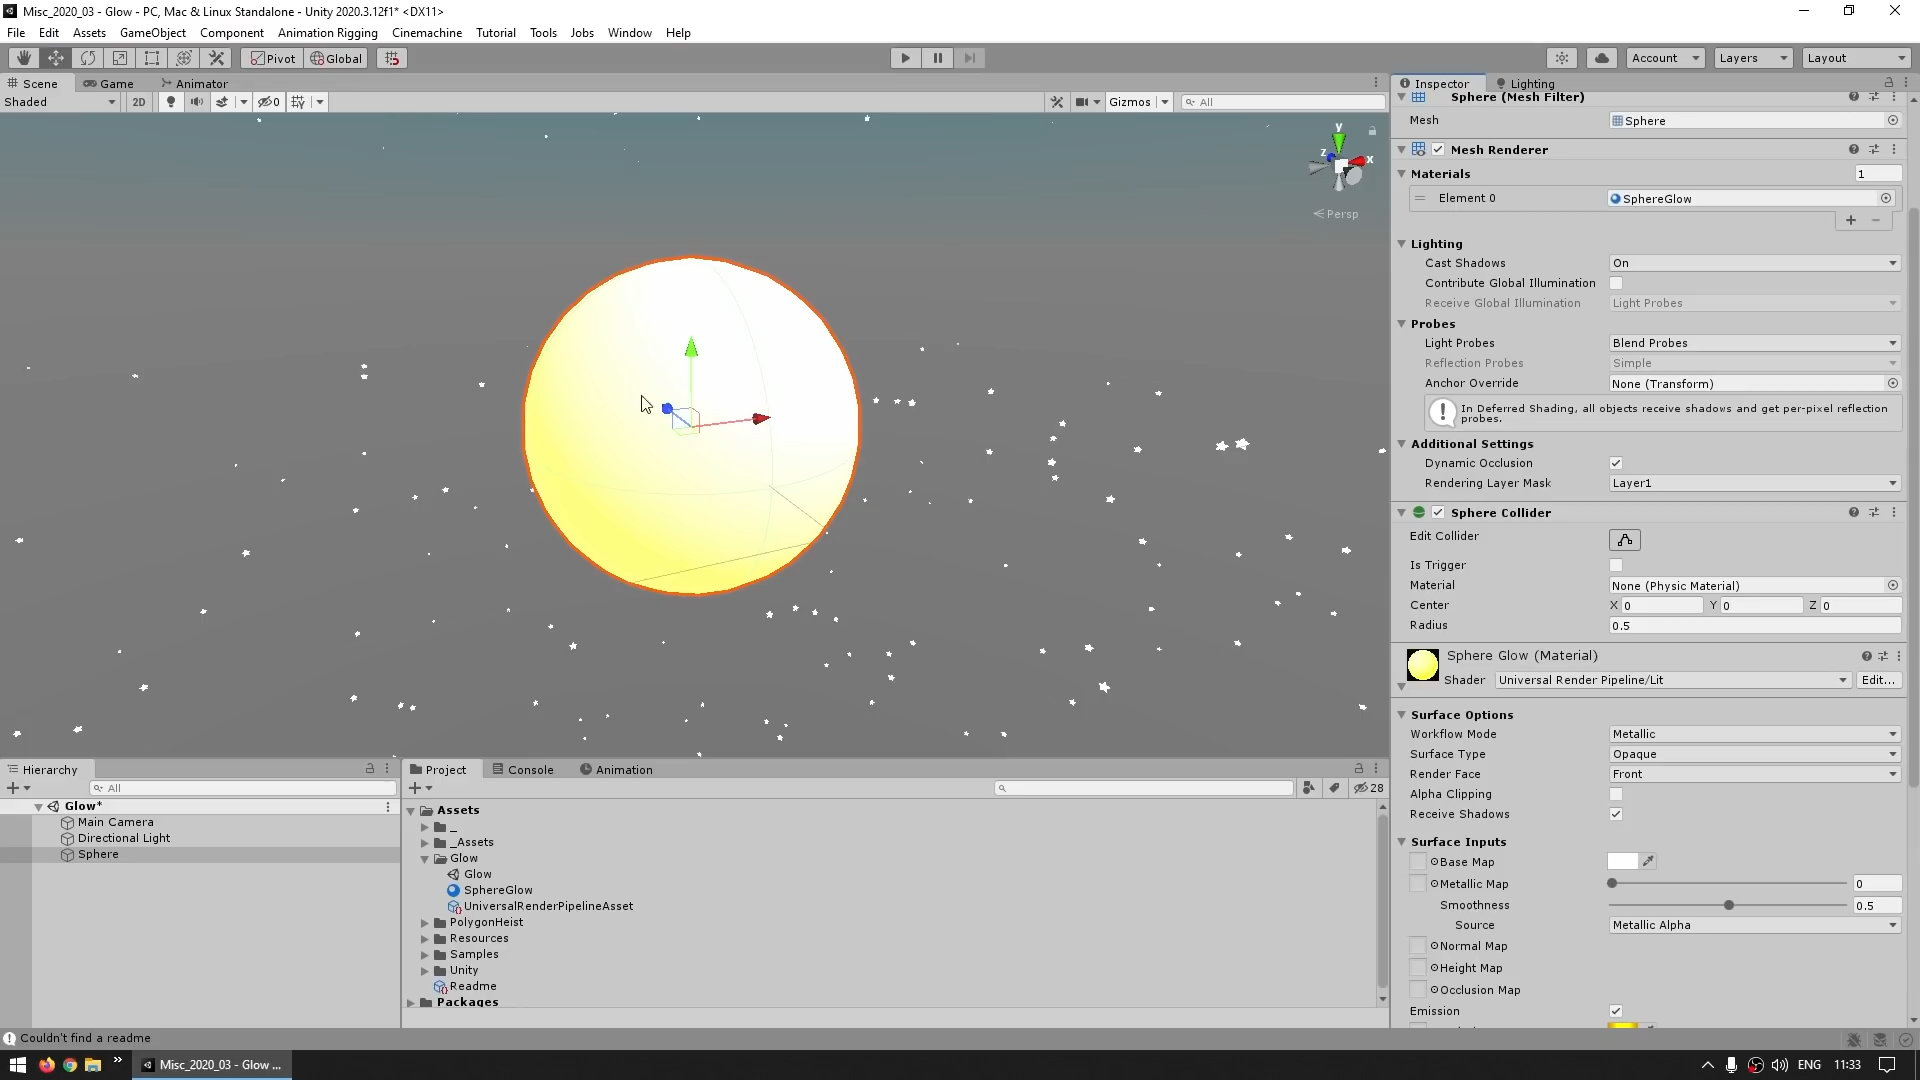 Misc_2020_03 - Glow - PC, Mac & Linux Standalone - Unity 2020.3.12f1* <DX11>
File Edit Assets GameObject Component Animation Rigging Cinemachine Tutorial Tools Jobs Window Help
Pivot Global Account Layers Layout
Scene Game Animator
Shaded 2D 0 Gizmos All
y
z
x
Persp
Inspector Lighting
Sphere (Mesh Filter)
Mesh Sphere
Mesh Renderer
Materials 1
Element 0 SphereGlow
Lighting
Cast Shadows On
Contribute Global Illumination
Receive Global Illumination Light Probes
Probes
Light Probes Blend Probes
Reflection Probes Simple
Anchor Override None (Transform)
In Deferred Shading, all objects receive shadows and get per-pixel reflection
probes.
Additional Settings
Dynamic Occlusion
Rendering Layer Mask Layer1
Sphere Collider
Edit Collider
Is Trigger
Material None (Physic Material)
Center X 0 Y 0 Z 0
Radius 0.5
Sphere Glow (Material)
Shader Universal Render Pipeline/Lit Edit...
Surface Options
Workflow Mode Metallic
Surface Type Opaque
Render Face Front
Alpha Clipping
Receive Shadows
Surface Inputs
Base Map
Metallic Map 0
Smoothness 0.5
Source Metallic Alpha
Normal Map
Height Map
Occlusion Map
Emission
Hierarchy
All
Glow*
Main Camera
Directional Light
Sphere
Project Console Animation
28
Assets
_
_Assets
Glow
Glow
SphereGlow
UniversalRenderPipelineAsset
PolygonHeist
Resources
Samples
Unity
Readme
Packages
Couldn't find a readme
Misc_2020_03 - Glow ...
ENG 11:33